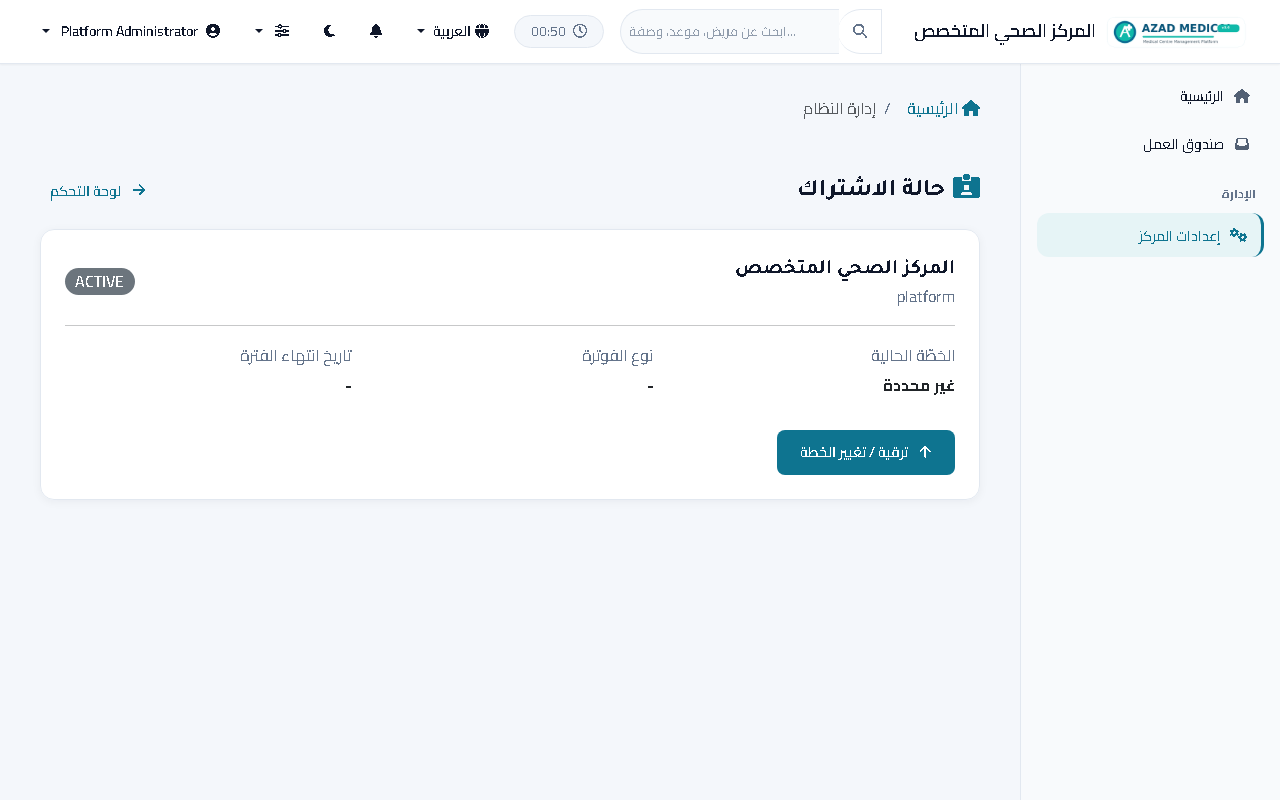 AZAD MEDIC
Medical Centre Management Platform
المركز الصحي المتخصص
ابحث عن مريض، موعد، وصفة...
00:50
العربية
Platform Administrator
الرئيسية
صندوق العمل
الإدارة
إعدادات المركز
الرئيسية / إدارة النظام
حالة الاشتراك
لوحة التحكم
المركز الصحي المتخصص
platform
ACTIVE
الخطّة الحالية
غير محددة
نوع الفوترة
-
تاريخ انتهاء الفترة
-
ترقية / تغيير الخطة